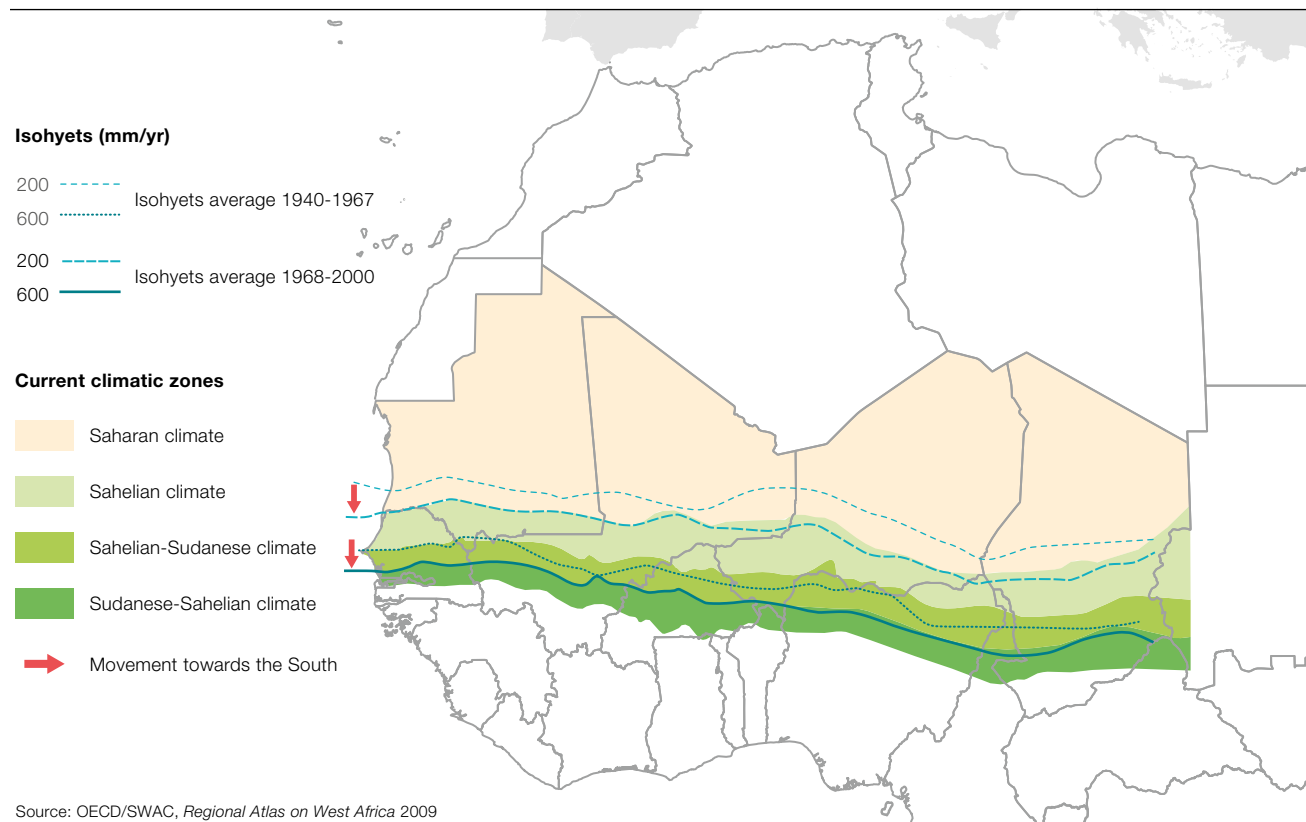 Isohyets (mm/yr)
200
600
Isohyets average 1940-1967
200
600
Isohyets average 1968-2000
Current climatic zones
Saharan climate
Sahelian climate
Sahelian-Sudanese climate
Sudanese-Sahelian climate
Movement towards the South
Source: OECD/SWAC, Regional Atlas on West Africa 2009